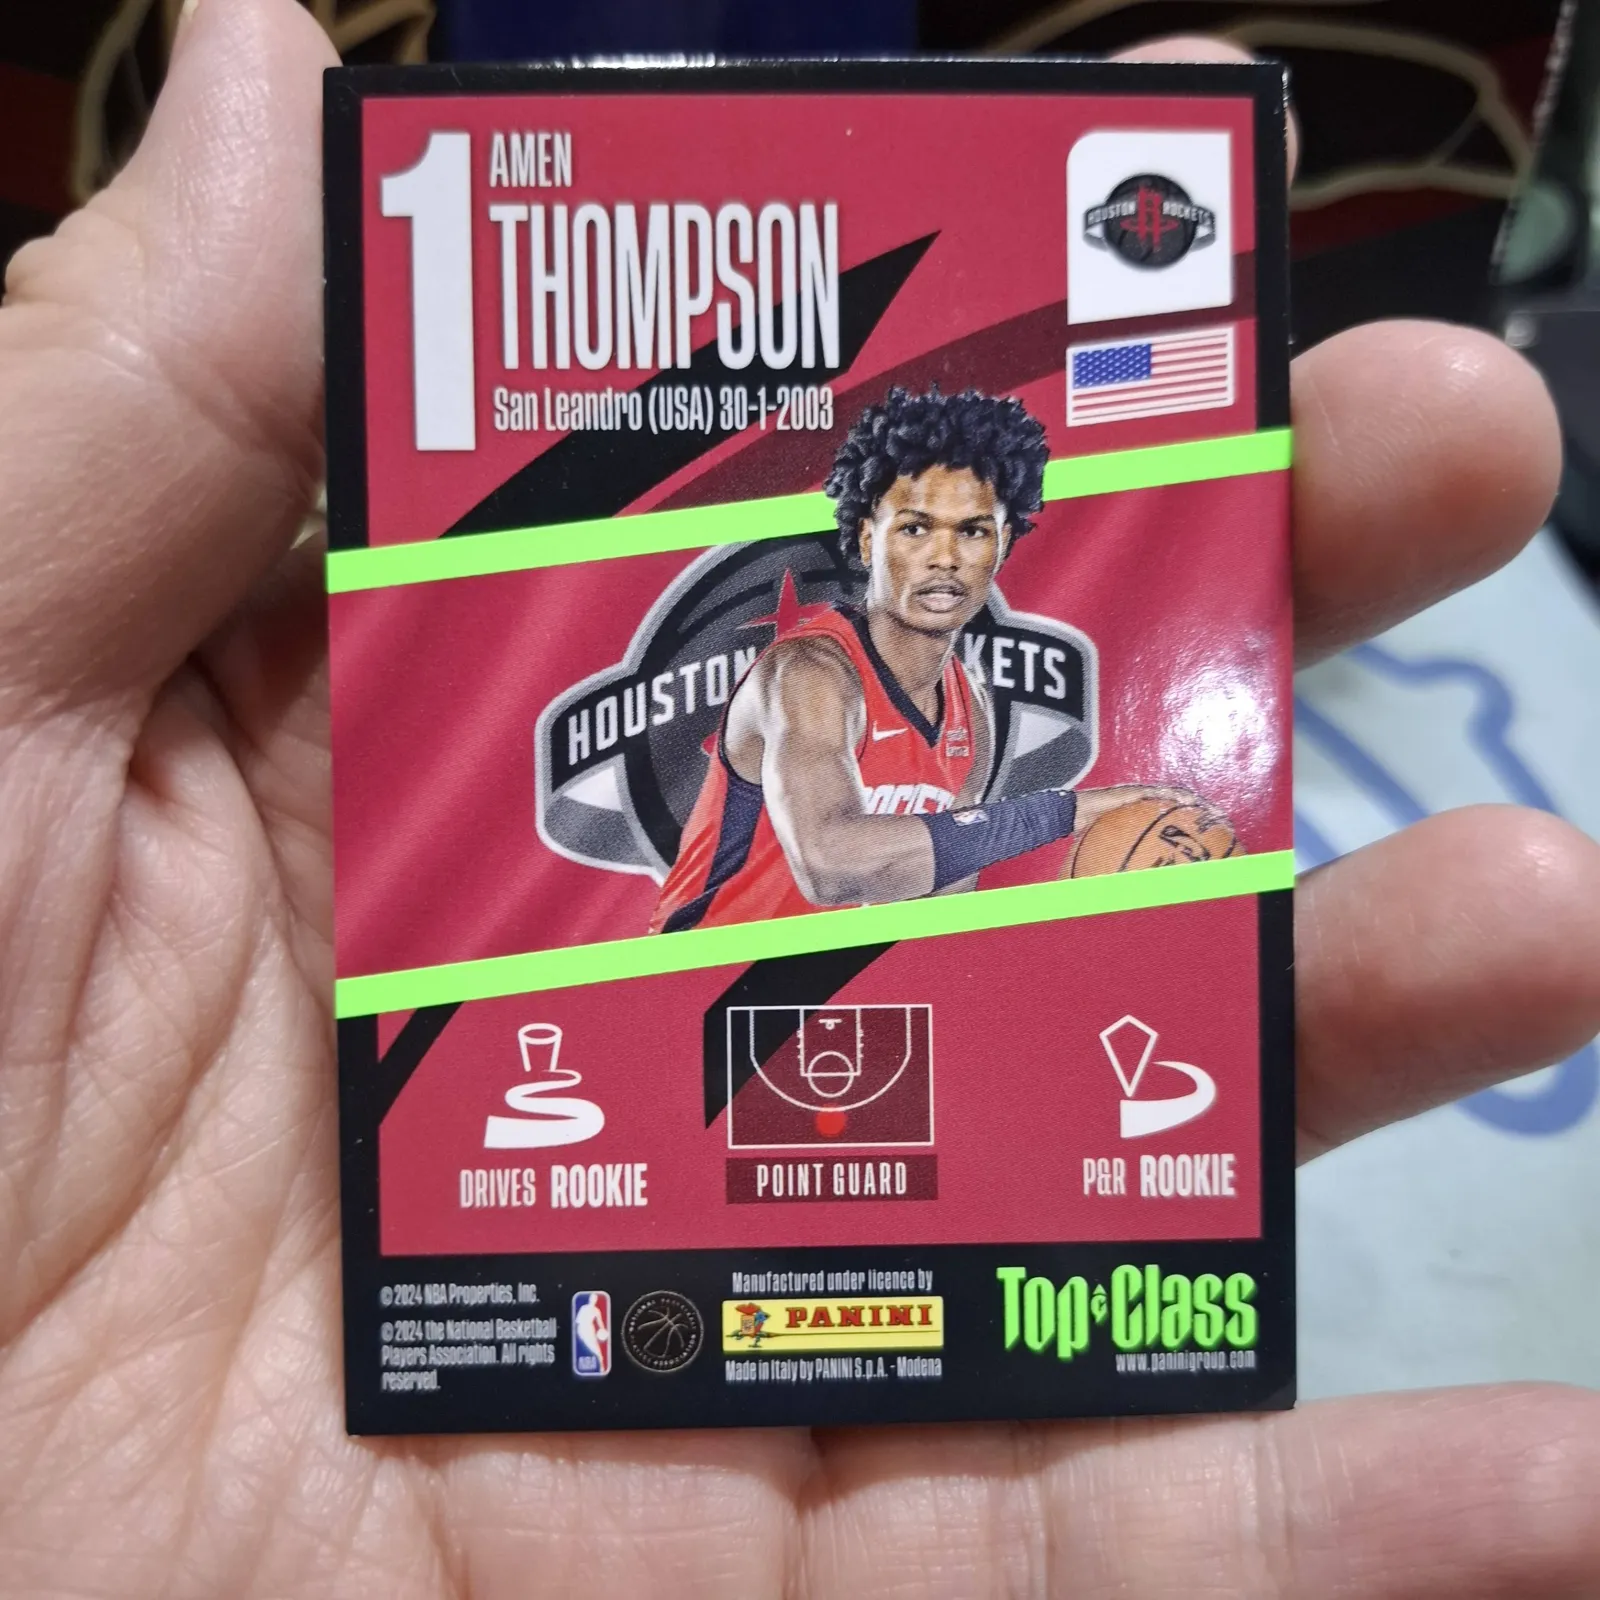 1
AMEN
THOMPSON
San Leandro (USA) 30-1-2003
HOUSTON ROCKETS
HOUSTON
KETS
DRIVES ROOKIE
POINT GUARD
P&R ROOKIE
© 2024 NBA Properties, Inc.
© 2024 the National Basketball
Players Association. All rights
reserved.
NBA
Manufactured under licence by
PANINI
Made in Italy by PANINI S.p.A. - Modena
Top Class
www.paninigroup.com